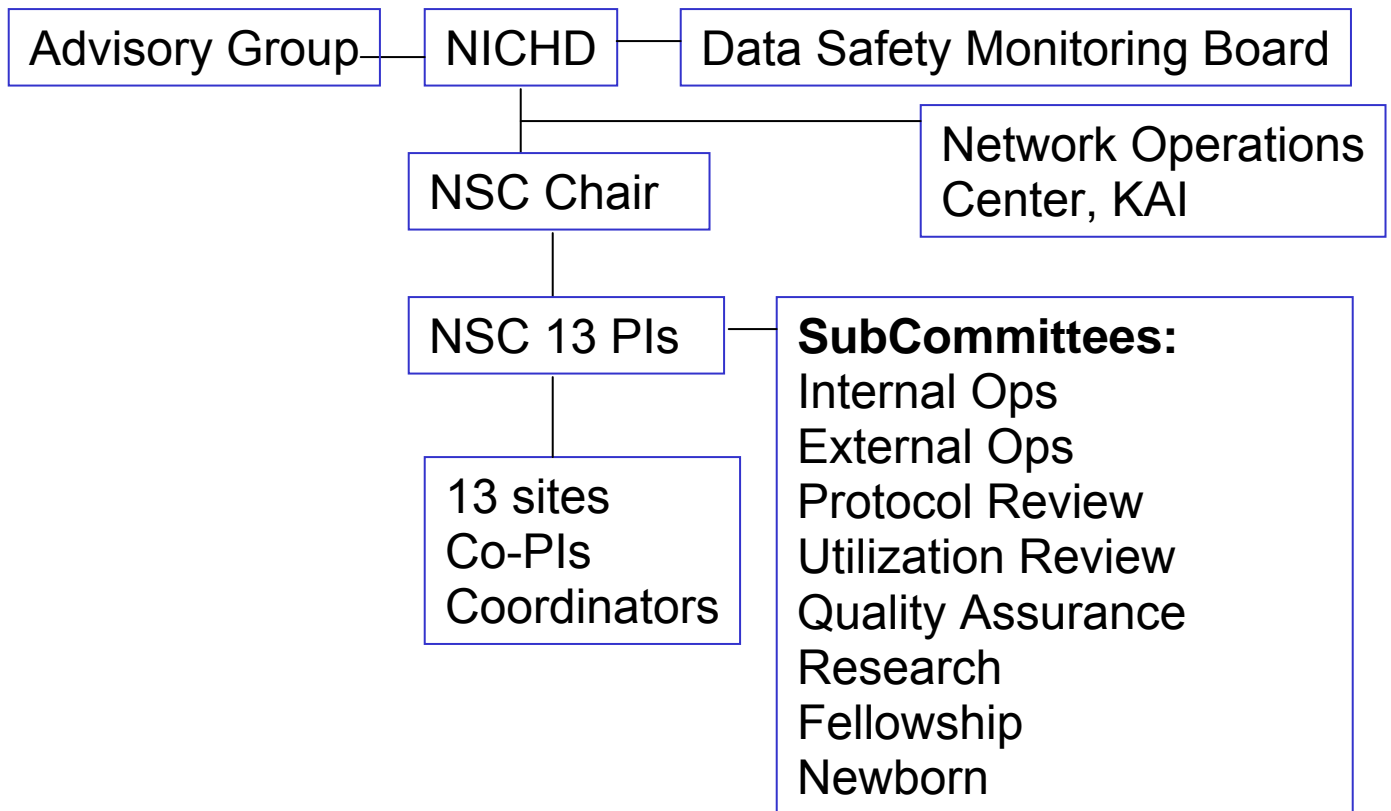 Advisory Group
NICHD
Data Safety Monitoring Board
Network Operations
Center, KAI
NSC Chair
NSC 13 PIs
SubCommittees:
Internal Ops
External Ops
Protocol Review
Utilization Review
Quality Assurance
Research
Fellowship
Newborn
13 sites
Co-PIs
Coordinators